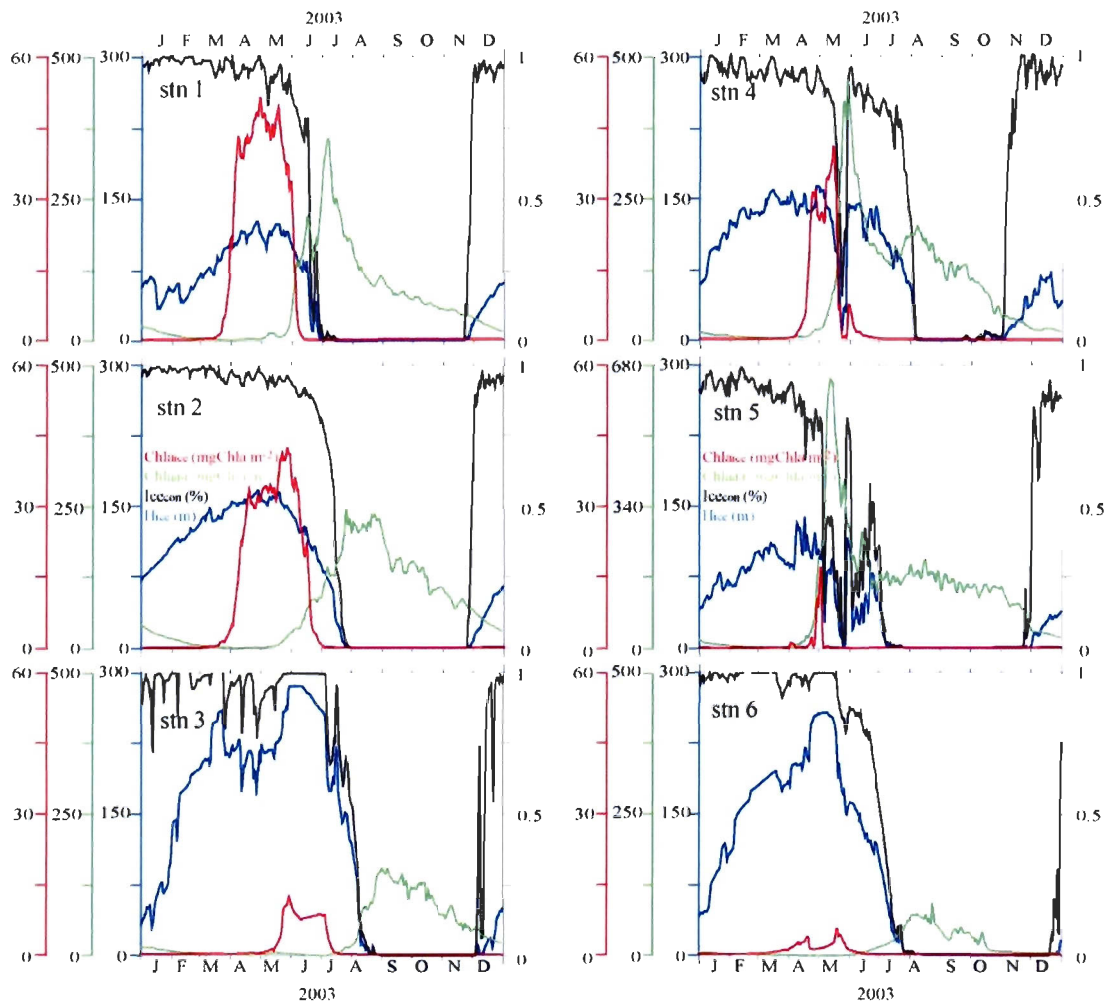 2003
2003
J F M A M J J A S O N D
J F M A M J J A S O N D
60 500 300 1
60 500 300 1
stn 1
stn 4
30 250 150 0.5
30 250 150 0.5
0 0 0 0
0 0 0 0
60 500 300 1
60 680 300 1
stn 2
stn 5
Chlaice (mgChla m-2)
Chlaice (mgChla m-2)
Icecon (%)
Icecon (%)
Hice (m)
Hice (m)
30 250 150 0.5
30 340 150 0.5
0 0 0 0
0 0 0 0
60 500 300 1
60 500 300 1
stn 3
stn 6
30 250 150 0.5
30 250 150 0.5
0 0 0 0
0 0 0 0
J F M A M J J A S O N D
J F M A M J J A S O N D
2003
2003